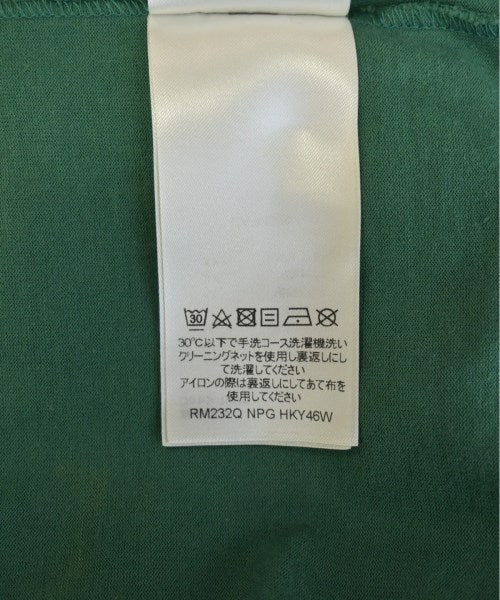 30
30℃以下で手洗コース洗濯機洗い
クリーニングネットを使用し裏返しにし
て洗濯してください
アイロンの際は裏返しにしてあて布を
使用してください
RM232Q NPG HKY46W